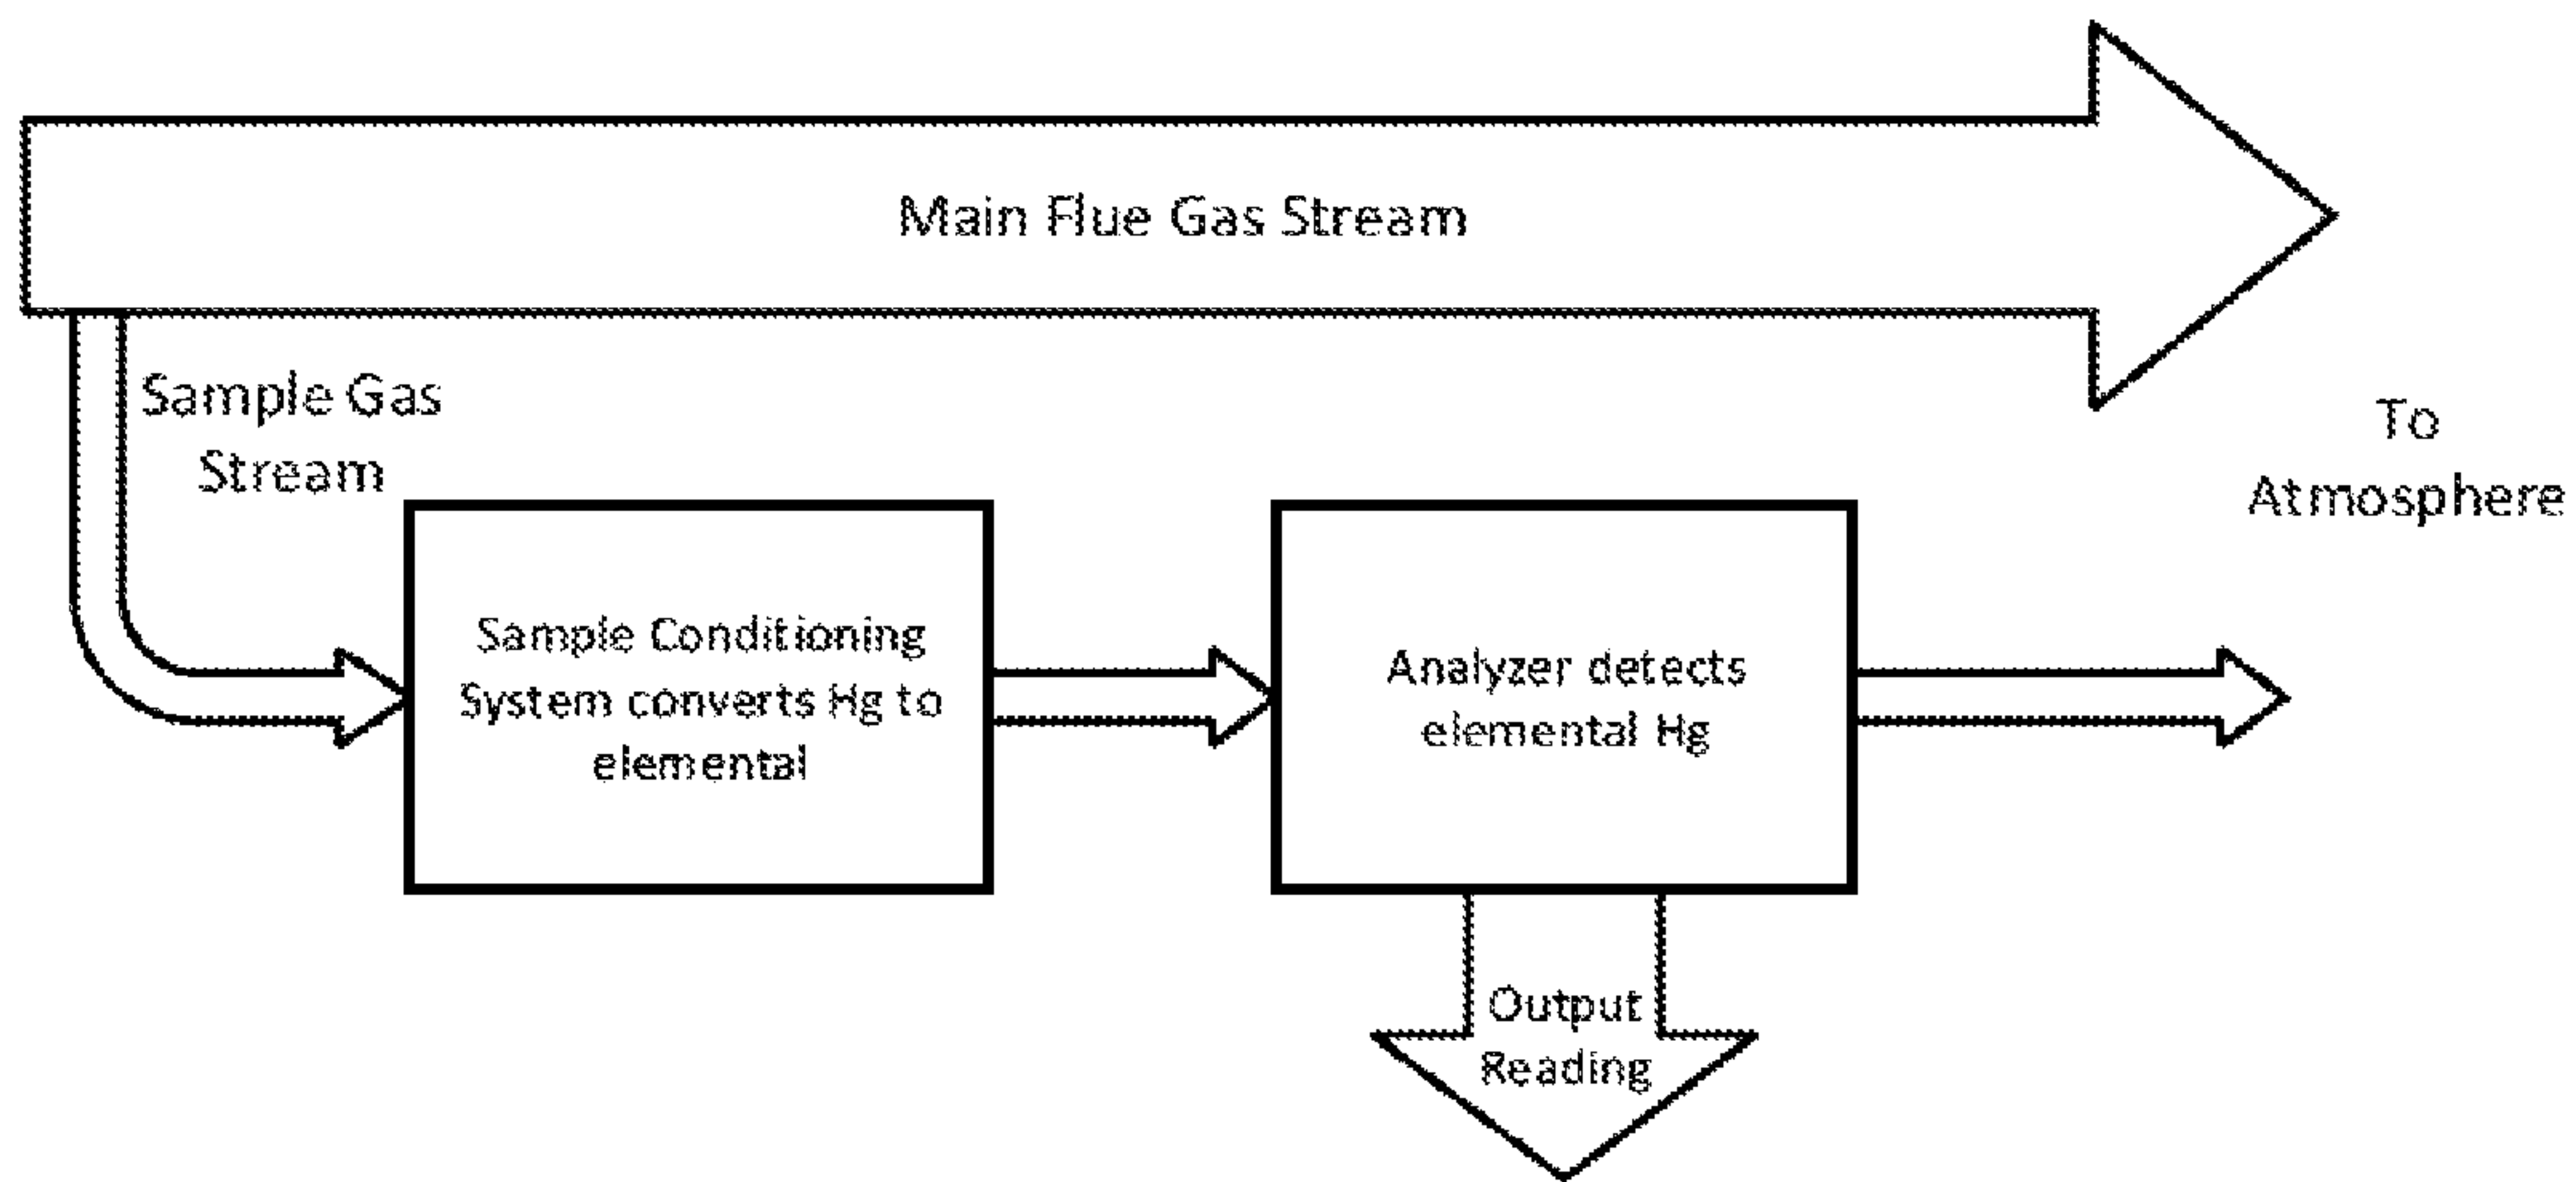 Main Flue Gas Stream
Sample Gas
Stream
To
Atmosphere
Sample Conditioning
System converts Hg to
elemental
Analyzer detects
elemental Hg
Output
Reading